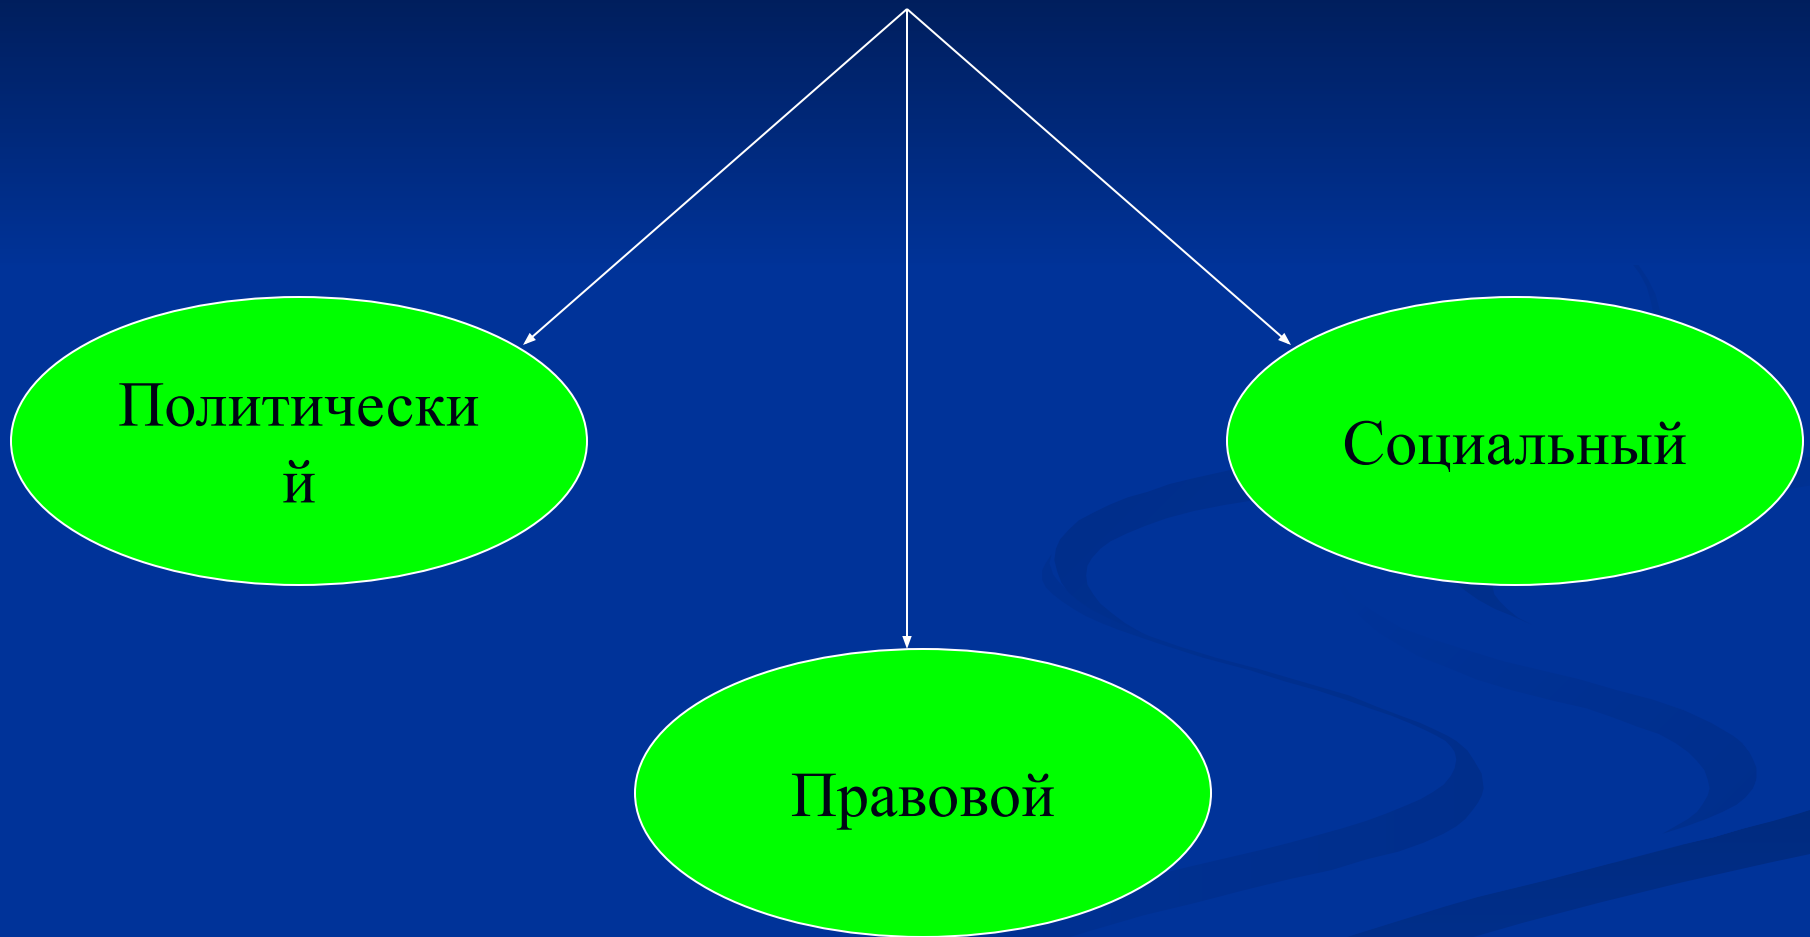 Политически
й
Социальный
Правовой